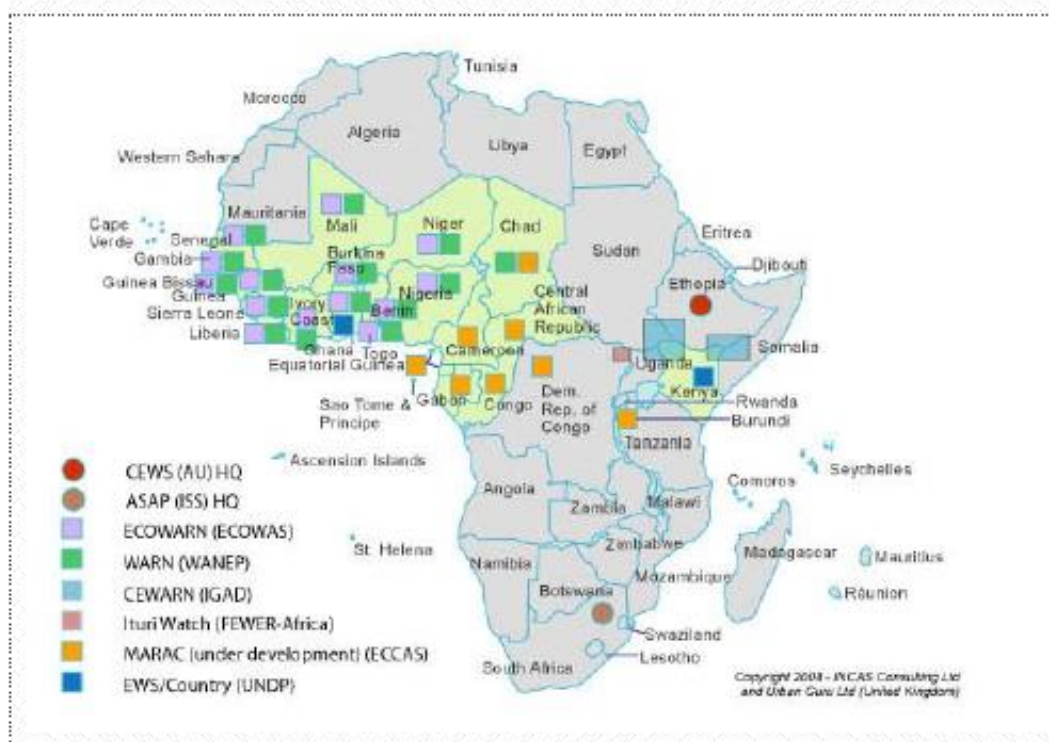 Tunisia
Morocco
Algeria
Libya
Egypt
Western Sahara
Mauritania
Mali
Niger
Chad
Cape
Verde
Senegal
Sudan
Eritrea
Gambia
Burkina
Faso
Djibouti
Guinea Bissau
Nigeria
Ethiopia
Guinea
Ivory
Coast
Benin
Central
African
Republic
Sierra Leone
Liberia
Ghana
Togo
Cameroon
Uganda
Somalia
Equatorial Guinea
Kenya
Sao Tome &
Principe
Gabon
Congo
Dem.
Rep. of
Congo
Rwanda
Burundi
Tanzania
Ascension Islands
Seychelles
Comoros
Angola
Malawi
Zambia
St. Helena
Zimbabwe
Madagascar
Mauritius
Namibia
Mozambique
Botswana
Réunion
Swaziland
Lesotho
South Africa
CEWS (AU) HQ
ASAP (ISS) HQ
ECOWARN (ECOWAS)
WARN (WANEP)
CEWARN (IGAD)
Ituri Watch (FEWER-Africa)
MARAC (under development) (ECCAS)
EWS/Country (UNDP)
Copyright 2008 - INCAS Consulting Ltd
and Urban Guru Ltd (United Kingdom)